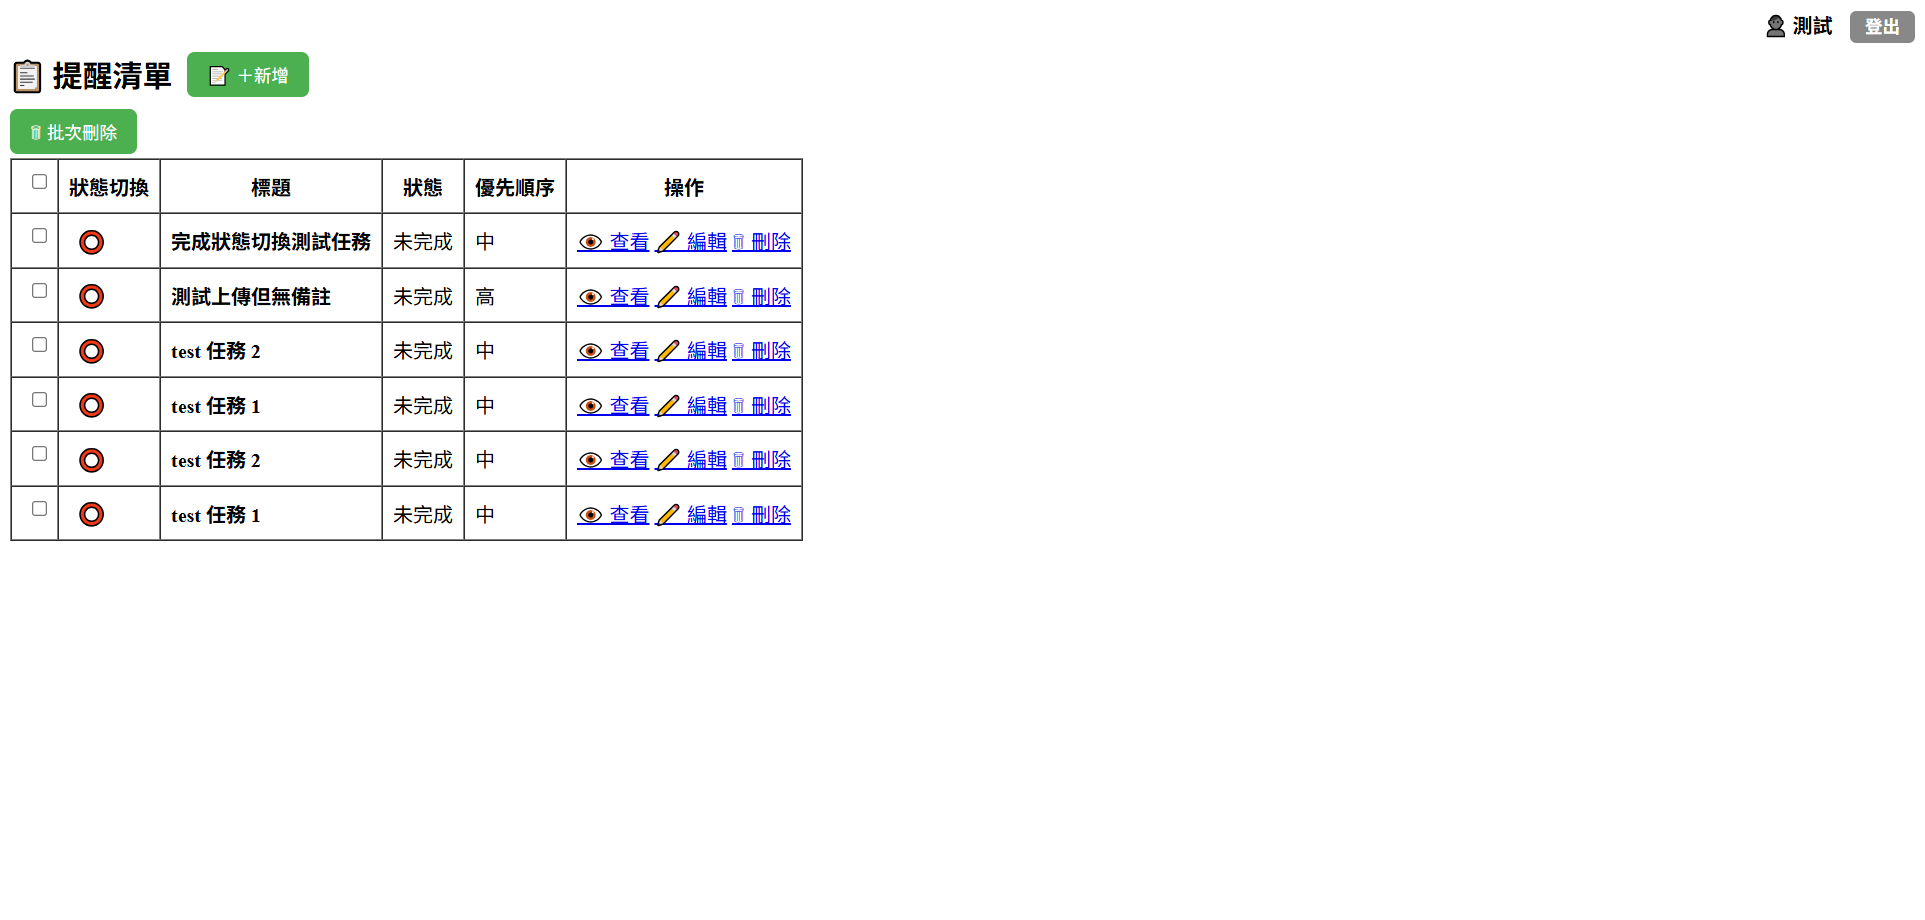 測試 登出
提醒清單 ＋新增
批次刪除
狀態切換 標題 狀態 優先順序 操作
完成狀態切換測試任務 未完成 中 查看 編輯 刪除
測試上傳但無備註 未完成 高 查看 編輯 刪除
test 任務 2 未完成 中 查看 編輯 刪除
test 任務 1 未完成 中 查看 編輯 刪除
test 任務 2 未完成 中 查看 編輯 刪除
test 任務 1 未完成 中 查看 編輯 刪除